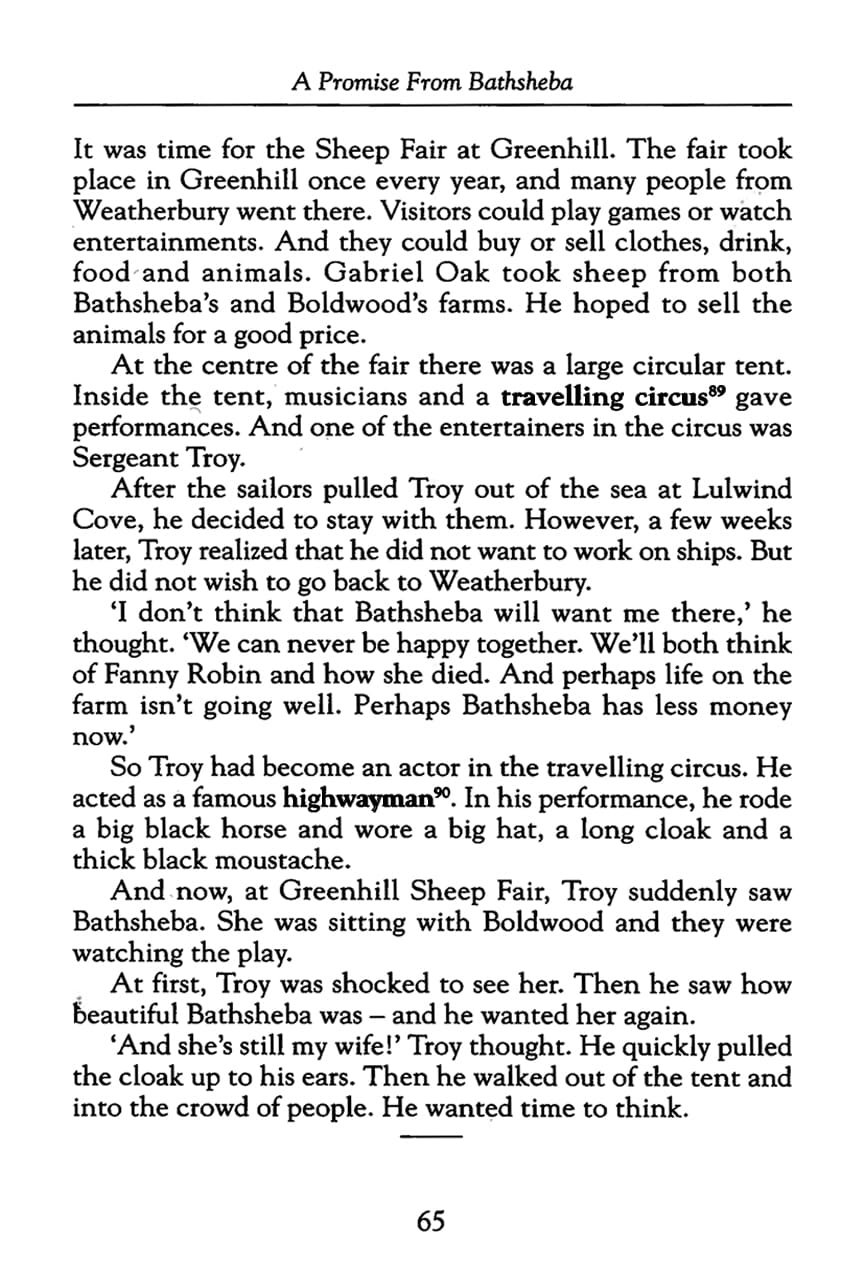 A Promise From Bathsheba
It was time for the Sheep Fair at Greenhill. The fair took
place in Greenhill once every year, and many people from
Weatherbury went there. Visitors could play games or watch
entertainments. And they could buy or sell clothes, drink,
food and animals. Gabriel Oak took sheep from both
Bathsheba’s and Boldwood’s farms. He hoped to sell the
animals for a good price.
At the centre of the fair there was a large circular tent.
Inside the tent, musicians and a travelling circus⁸⁹ gave
performances. And one of the entertainers in the circus was
Sergeant Troy.
After the sailors pulled Troy out of the sea at Lulwind
Cove, he decided to stay with them. However, a few weeks
later, Troy realized that he did not want to work on ships. But
he did not wish to go back to Weatherbury.
‘I don’t think that Bathsheba will want me there,’ he
thought. ‘We can never be happy together. We’ll both think
of Fanny Robin and how she died. And perhaps life on the
farm isn’t going well. Perhaps Bathsheba has less money
now.’
So Troy had become an actor in the travelling circus. He
acted as a famous highwayman⁹⁰. In his performance, he rode
a big black horse and wore a big hat, a long cloak and a
thick black moustache.
And now, at Greenhill Sheep Fair, Troy suddenly saw
Bathsheba. She was sitting with Boldwood and they were
watching the play.
At first, Troy was shocked to see her. Then he saw how
beautiful Bathsheba was – and he wanted her again.
‘And she’s still my wife!’ Troy thought. He quickly pulled
the cloak up to his ears. Then he walked out of the tent and
into the crowd of people. He wanted time to think.
65